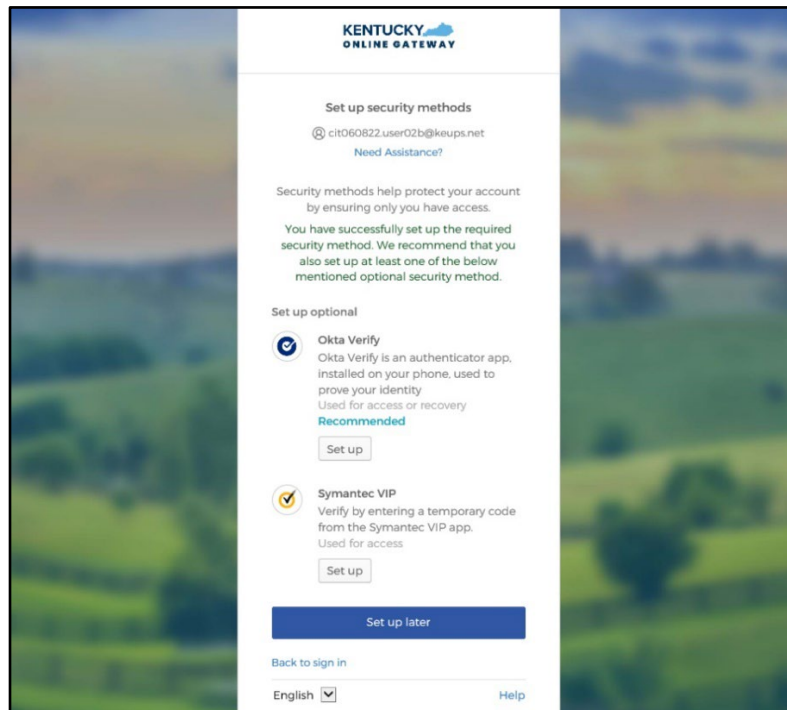 KENTUCKY
ONLINE GATEWAY
Set up security methods
cit060822.user02b@keups.net
Need Assistance?
Security methods help protect your account
by ensuring only you have access.
You have successfully set up the required
security method. We recommend that you
also set up at least one of the below
mentioned optional security method.
Set up optional
Okta Verify
Okta Verify is an authenticator app,
installed on your phone, used to
prove your identity
Used for access or recovery
Recommended
Set up
Symantec VIP
Verify by entering a temporary code
from the Symantec VIP app.
Used for access
Set up
Set up later
Back to sign in
English
Help